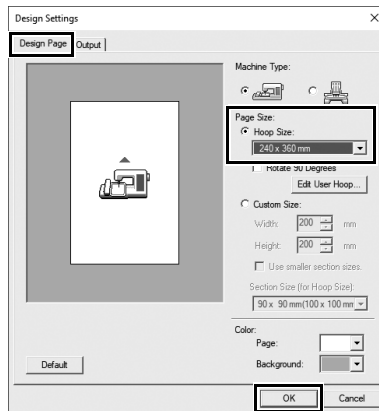 Design Settings
Design Page
Output
Machine Type:
Page Size:
Hoop Size:
240 x 360 mm
Rotate 90 Degrees
Edit User Hoop...
Custom Size:
Width: 200 mm
Height: 200 mm
Use smaller section sizes.
Section Size (for Hoop Size):
90 x 90 mm(100 x 100 mm
Color:
Page:
Background:
Default
OK
Cancel